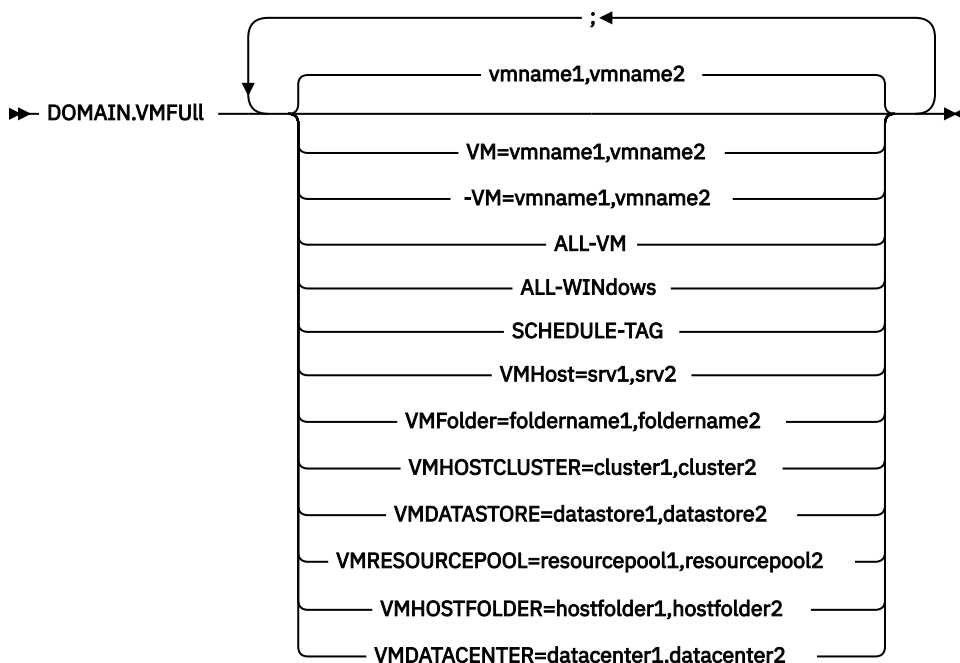 ;
vmname1,vmname2
DOMAIN.VMFUll
VM=vmname1,vmname2
-VM=vmname1,vmname2
ALL-VM
ALL-WINdows
SCHEDULE-TAG
VMHost=srv1,srv2
VMFolder=foldername1,foldername2
VMHOSTCLUSTER=cluster1,cluster2
VMDATASTORE=datastore1,datastore2
VMRESOURCEPOOL=resourcepool1,resourcepool2
VMHOSTFOLDER=hostfolder1,hostfolder2
VMDATACENTER=datacenter1,datacenter2